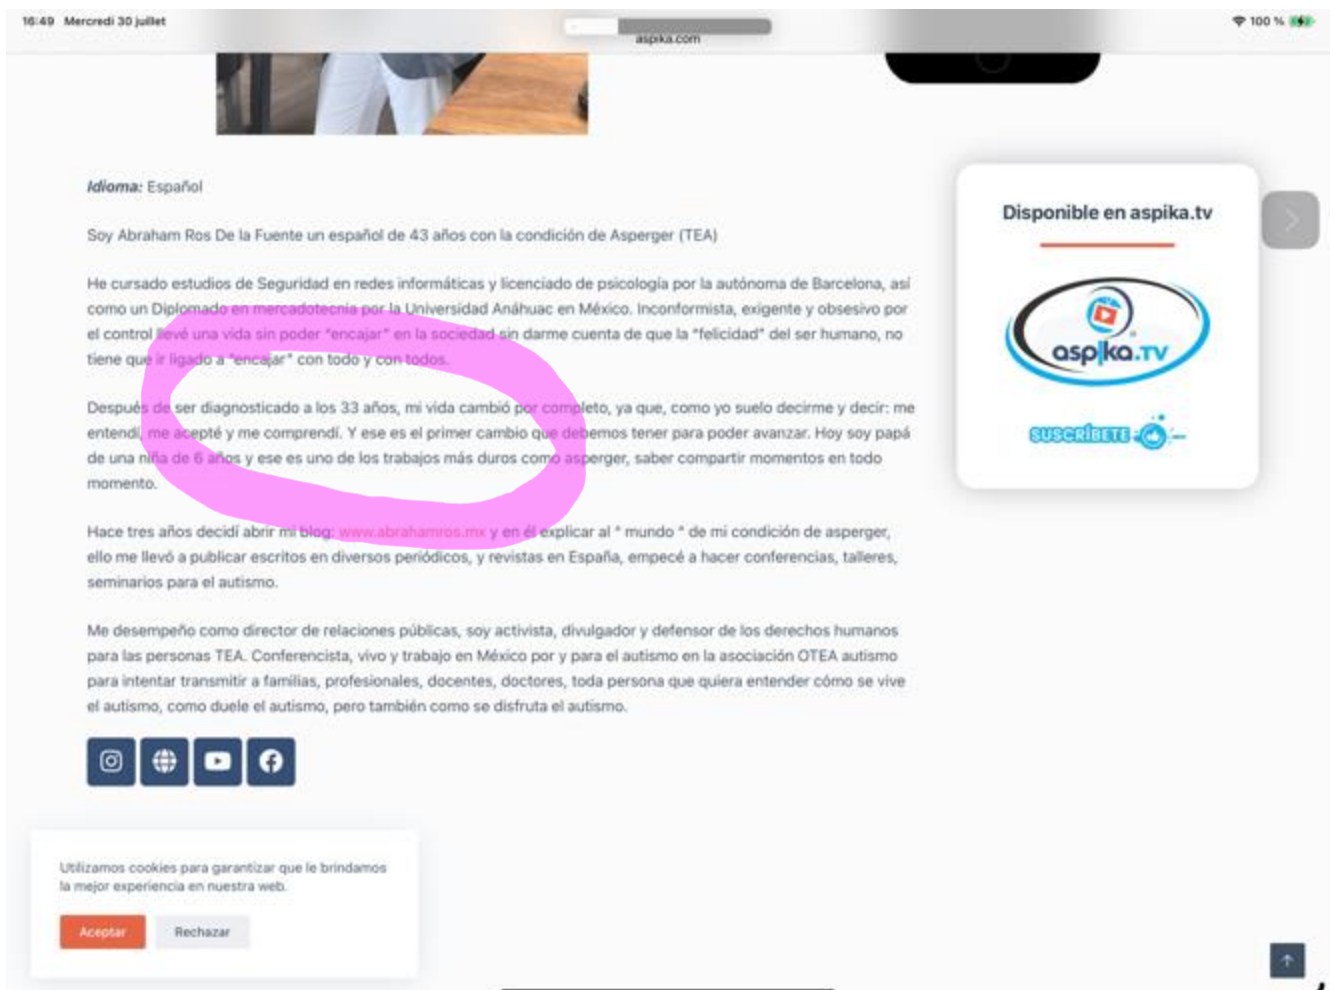 16:49 Mercredi 30 juillet
aspika.com
100 %
Idioma: Español
Soy Abraham Ros De la Fuente un español de 43 años con la condición de Asperger (TEA)
He cursado estudios de Seguridad en redes informáticas y licenciado de psicología por la autónoma de Barcelona, así
como un Diplomado en mercadotecnia por la Universidad Anáhuac en México. Inconformista, exigente y obsesivo por
el control llevé una vida sin poder "encajar" en la sociedad sin darme cuenta de que la "felicidad" del ser humano, no
tiene que ir ligado a "encajar" con todo y con todos.
Después de ser diagnosticado a los 33 años, mi vida cambió por completo, ya que, como yo suelo decirme y decir: me
entendí, me acepté y me comprendí. Y ese es el primer cambio que debemos tener para poder avanzar. Hoy soy papá
de una niña de 6 años y ese es uno de los trabajos más duros como asperger, saber compartir momentos en todo
momento.
Hace tres años decidí abrir mi blog: www.abrahamros.mx y en él explicar al " mundo " de mi condición de asperger,
ello me llevó a publicar escritos en diversos periódicos, y revistas en España, empecé a hacer conferencias, talleres,
seminarios para el autismo.
Me desempeño como director de relaciones públicas, soy activista, divulgador y defensor de los derechos humanos
para las personas TEA. Conferencista, vivo y trabajo en México por y para el autismo en la asociación OTEA autismo
para intentar transmitir a familias, profesionales, docentes, doctores, toda persona que quiera entender cómo se vive
el autismo, como duele el autismo, pero también como se disfruta el autismo.
Disponible en aspika.tv
aspika.TV
SUSCRÍBETE
Utilizamos cookies para garantizar que le brindamos
la mejor experiencia en nuestra web.
Aceptar
Rechazar